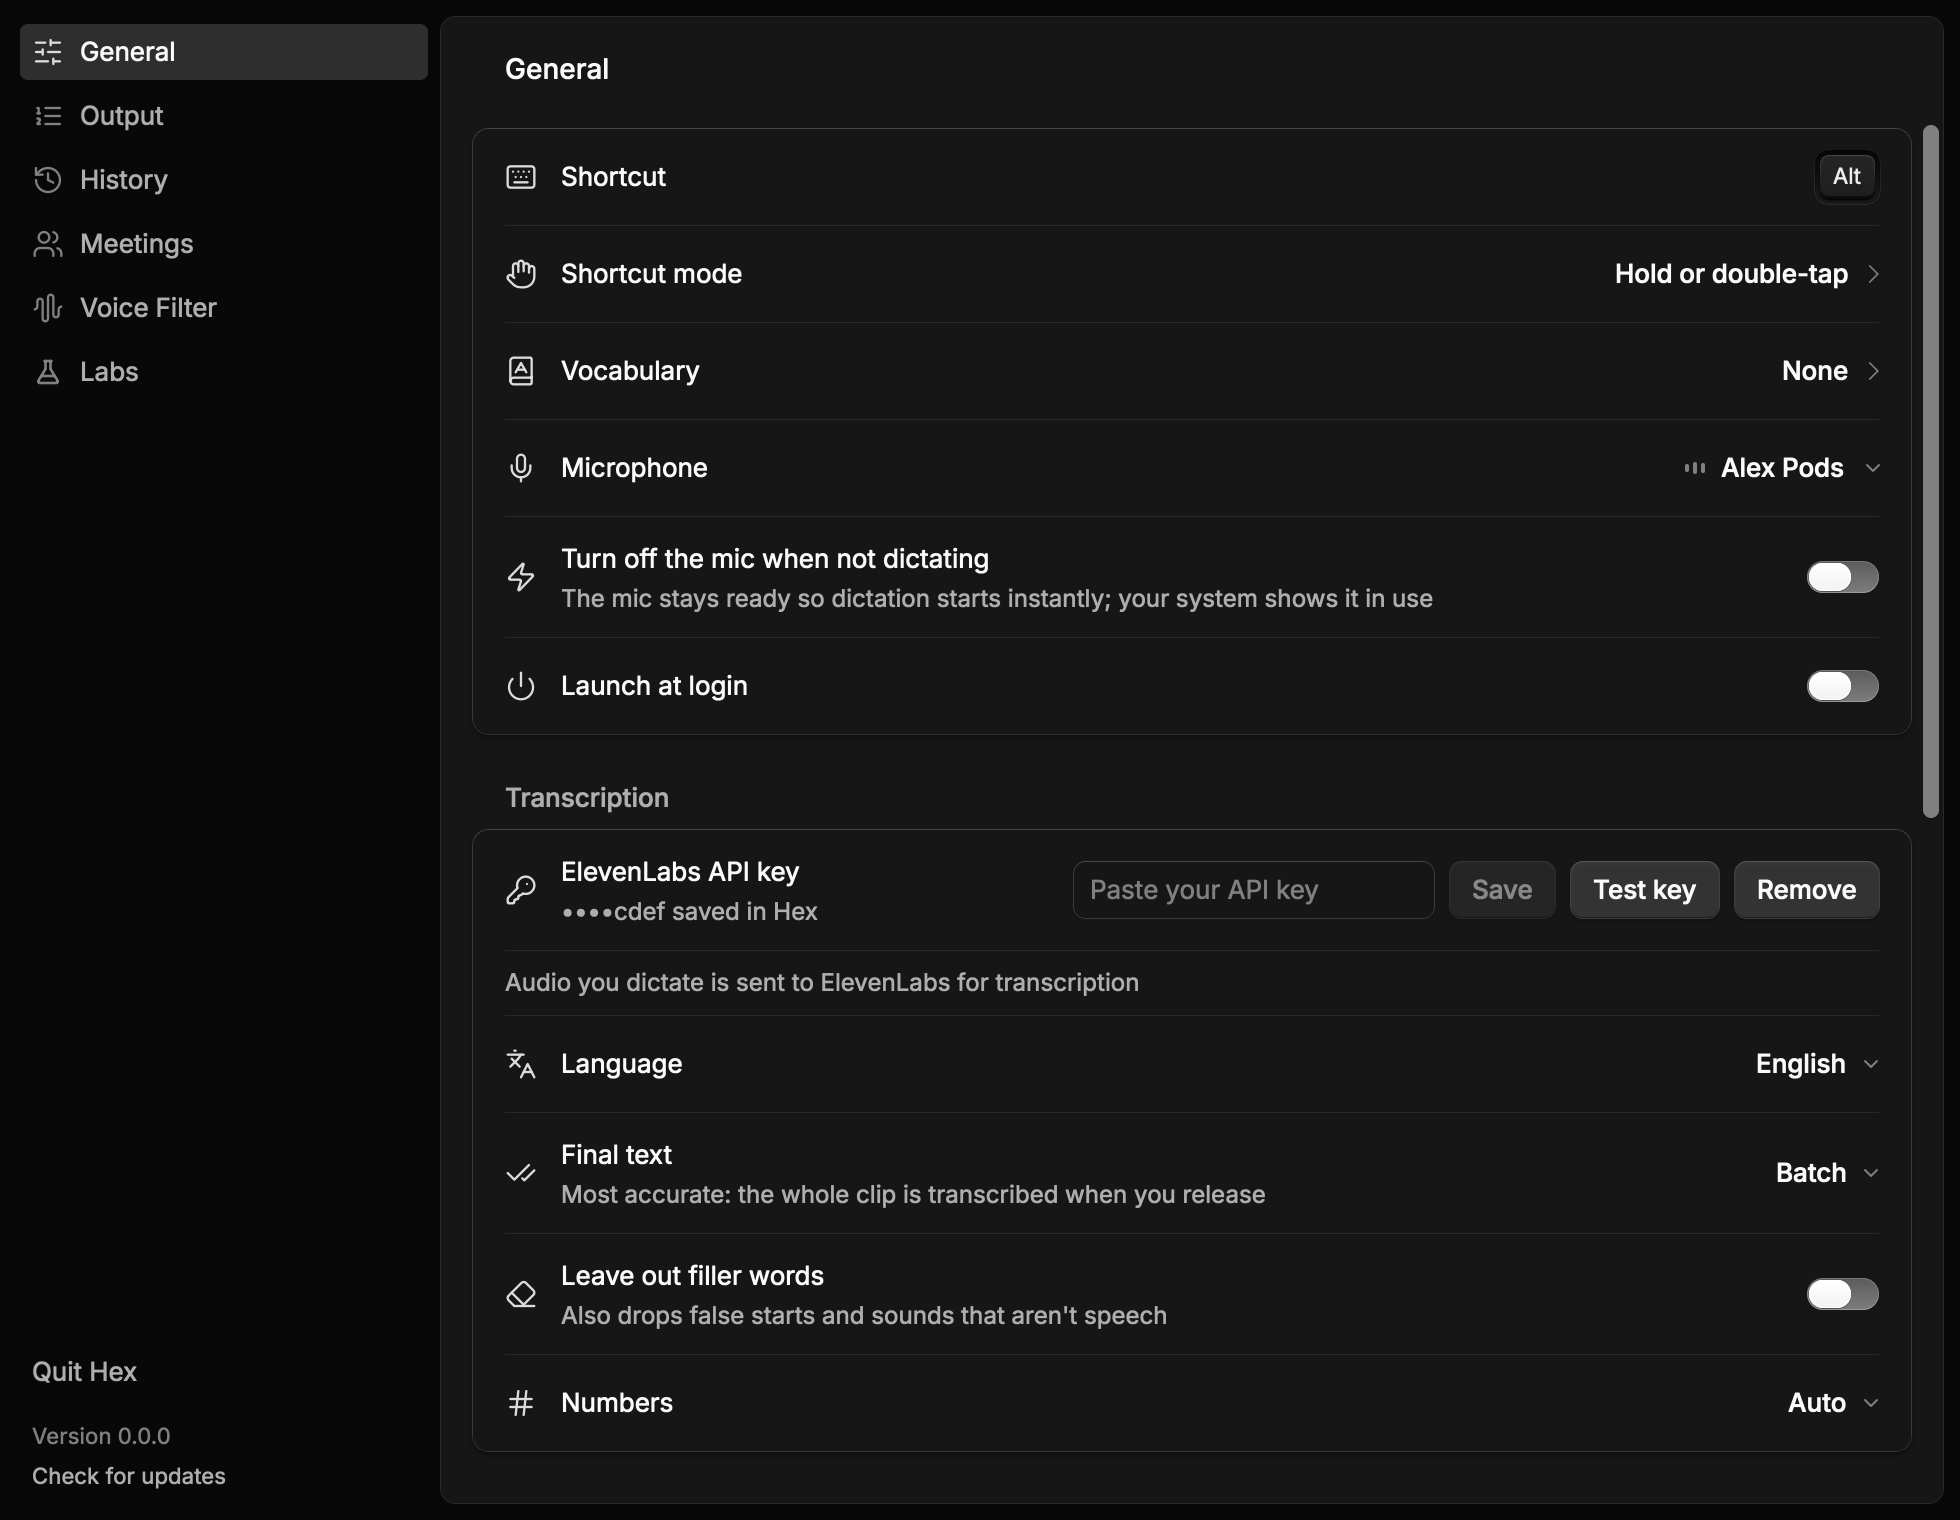 General
Output
History
Meetings
Voice Filter
Labs
Quit Hex
Version 0.0.0
Check for updates
General
Shortcut
Alt
Shortcut mode
Hold or double-tap
Vocabulary
None
Microphone
Alex Pods
Turn off the mic when not dictating
The mic stays ready so dictation starts instantly; your system shows it in use
Launch at login
Transcription
ElevenLabs API key
••••cdef saved in Hex
Paste your API key
Save
Test key
Remove
Audio you dictate is sent to ElevenLabs for transcription
Language
English
Final text
Most accurate: the whole clip is transcribed when you release
Batch
Leave out filler words
Also drops false starts and sounds that aren't speech
Numbers
Auto